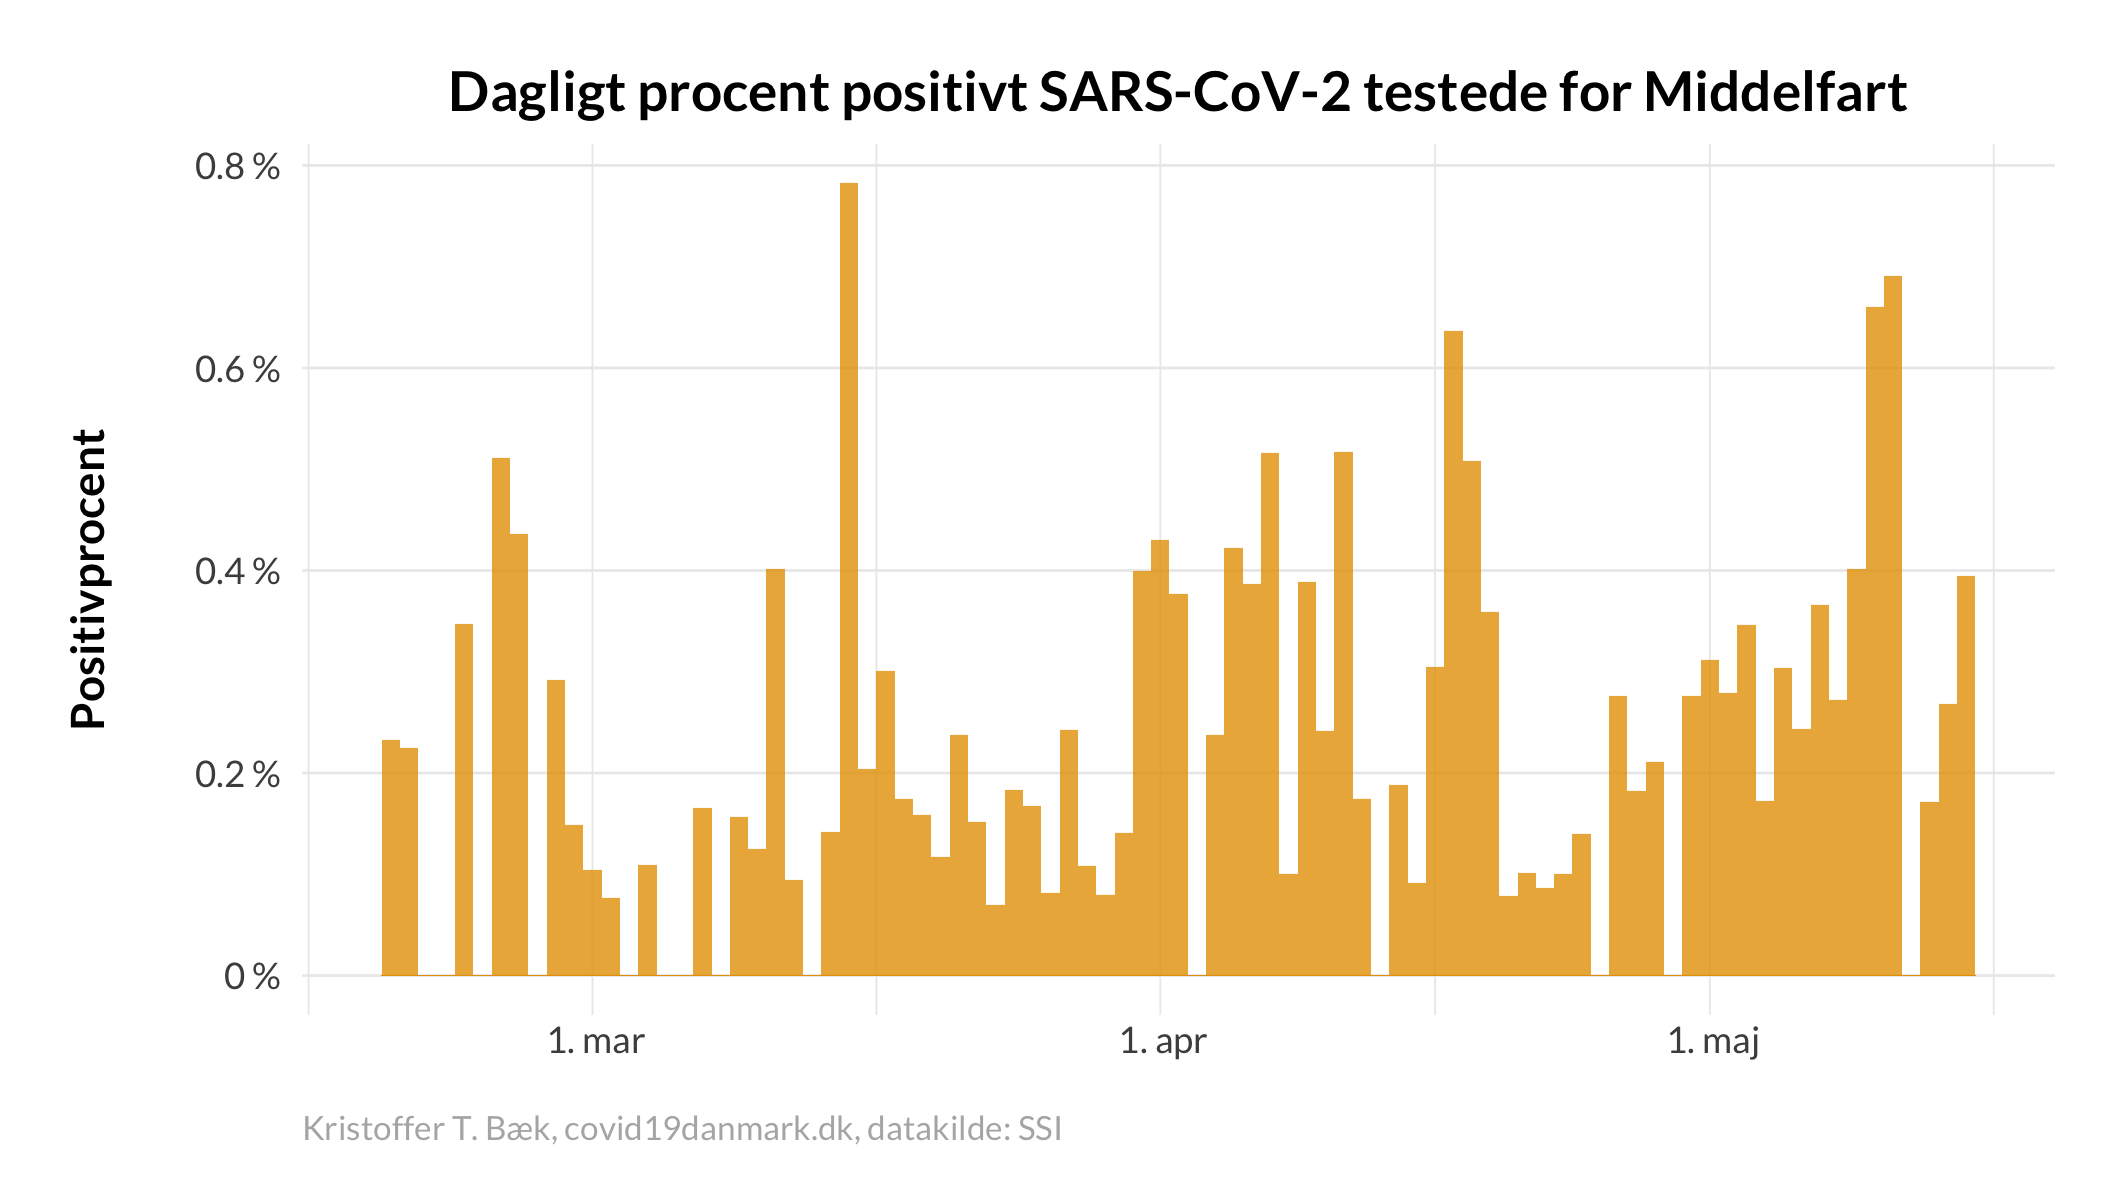 Dagligt procent positivt SARS-CoV-2 testede for Middelfart
Positivprocent
0.8 %
0.6 %
0.4 %
0.2 %
0 %
1. mar
1. apr
1. maj
Kristoffer T. Bæk, covid19danmark.dk, datakilde: SSI